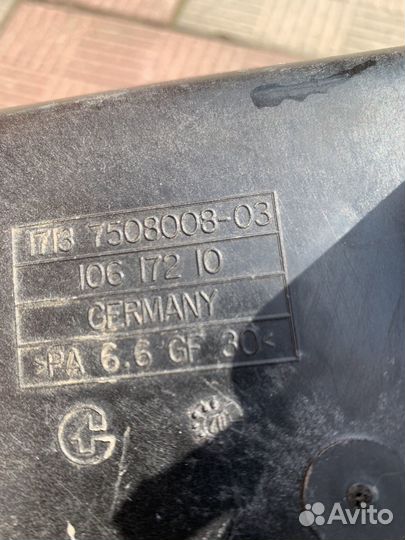 1713 7508008-03
106 172 10
GERMANY
>PA 6.6 GF 30<
Avito